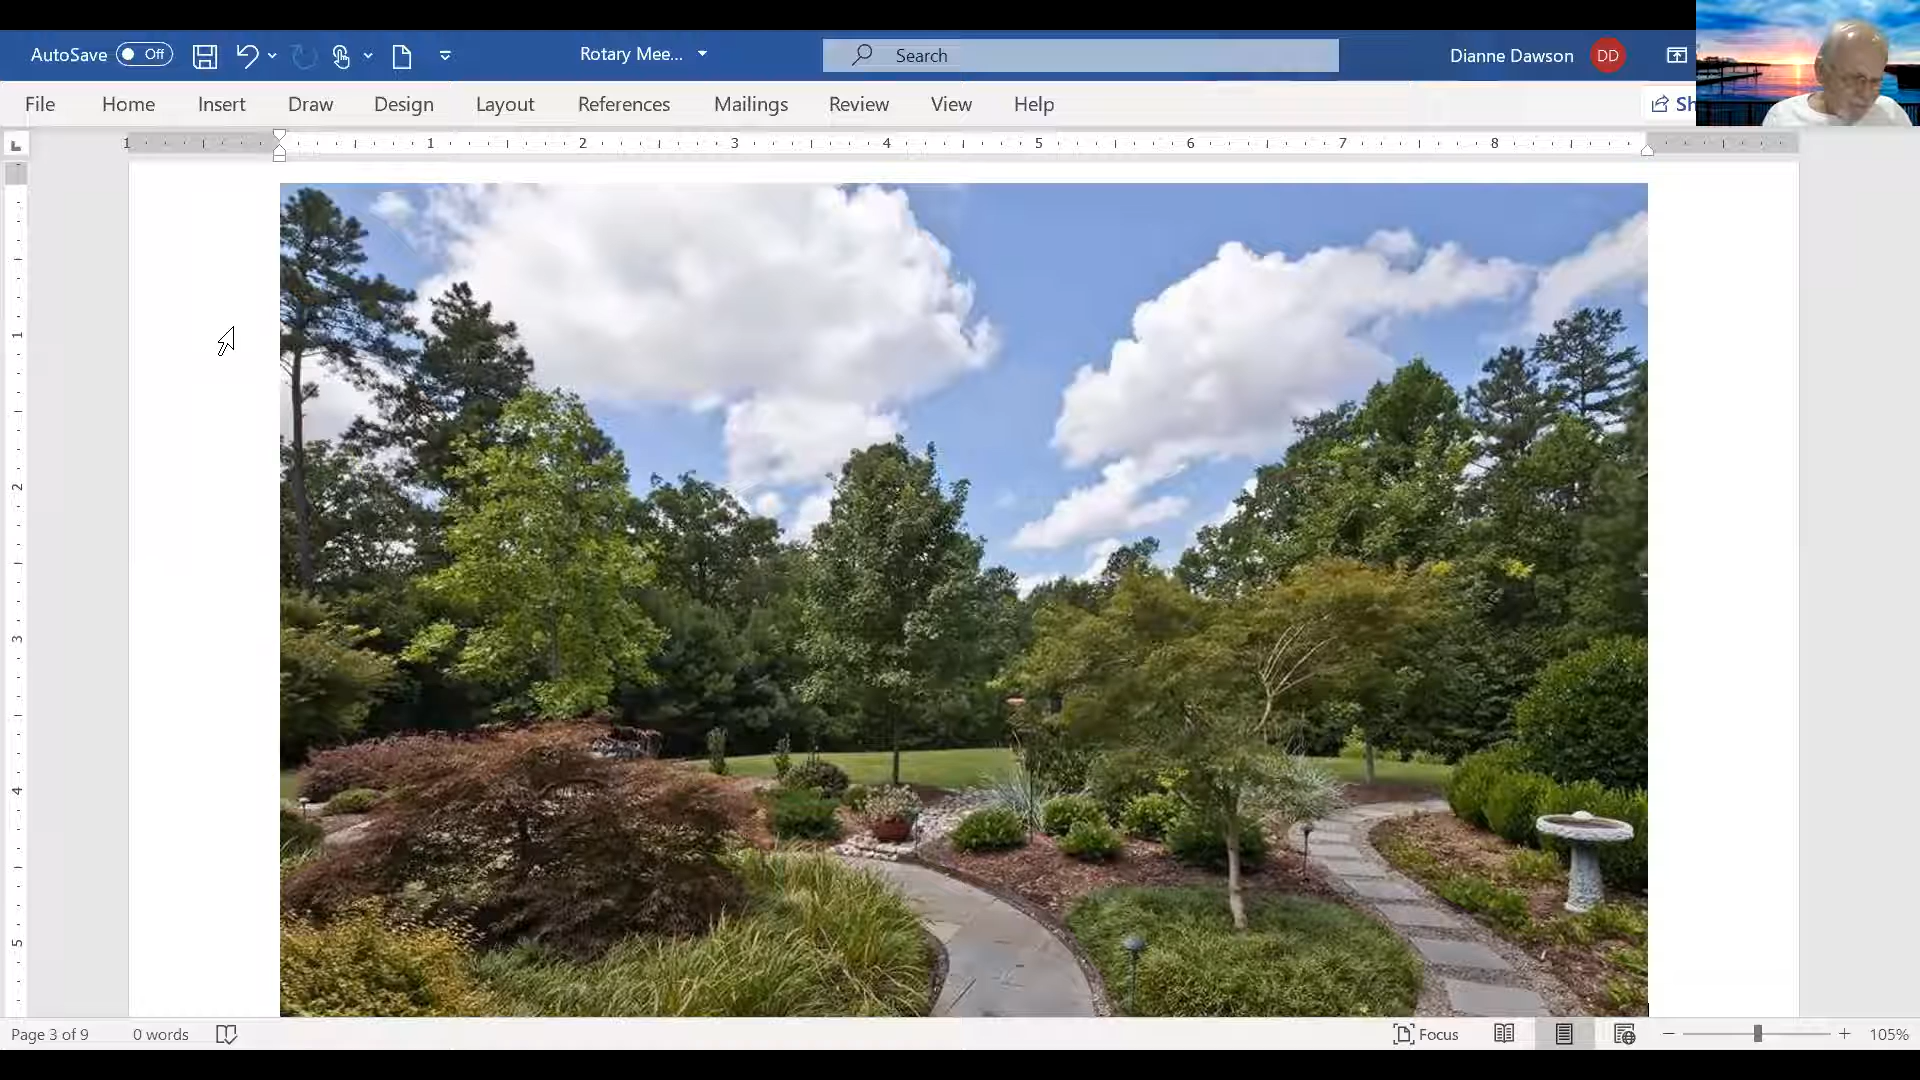 AutoSave Off Rotary Mee... Search Dianne Dawson DD
File Home Insert Draw Design Layout References Mailings Review View Help Sh
1 1 2 3 4 5 6 7 8
1
2
3
4
5
Page 3 of 9 0 words Focus 105%